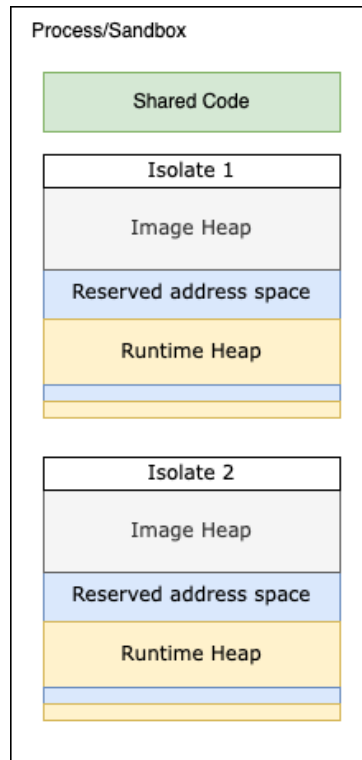 Process/Sandbox
Shared Code
Isolate 1
Image Heap
Reserved address space
Runtime Heap
Isolate 2
Image Heap
Reserved address space
Runtime Heap